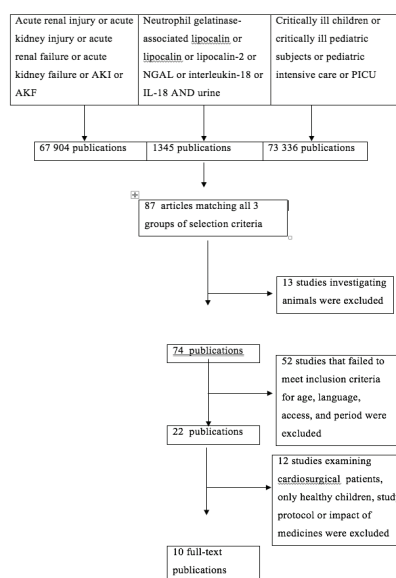 Acute renal injury or acute
kidney injury or acute
renal failure or acute
kidney failure or AKI or
AKF
Neutrophil gelatinase-
associated lipocalin or
lipocalin or lipocalin-2 or
NGAL or interleukin-18 or
IL-18 AND urine
Critically ill children or
critically ill pediatric
subjects or pediatric
intensive care or PICU
67 904 publications
1345 publications
73 336 publications
87 articles matching all 3
groups of selection criteria
13 studies investigating
animals were excluded
74 publications
52 studies that failed to
meet inclusion criteria
for age, language,
access, and period were
excluded
22 publications
12 studies examining
cardiosurgical patients,
only healthy children, stud
protocol or impact of
medicines were excluded
10 full-text
publications